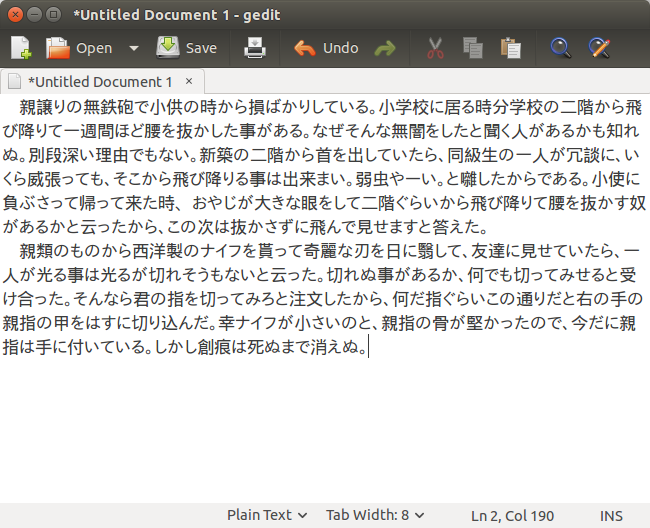 *Untitled Document 1 - gedit
Open Save Undo
*Untitled Document 1 ×
　親譲りの無鉄砲で小供の時から損ばかりしている。小学校に居る時分学校の二階から飛
び降りて一週間ほど腰を抜かした事がある。なぜそんな無闇をしたと聞く人があるかも知れ
ぬ。別段深い理由でもない。新築の二階から首を出していたら、同級生の一人が冗談に、い
くら威張っても、そこから飛び降りる事は出来まい。弱虫やーい。と囃したからである。小使に
負ぶさって帰って来た時、おやじが大きな眼をして二階ぐらいから飛び降りて腰を抜かす奴
があるかと云ったから、この次は抜かさずに飛んで見せますと答えた。
　親類のものから西洋製のナイフを貰って奇麗な刃を日に翳して、友達に見せていたら、一
人が光る事は光るが切れそうもないと云った。切れぬ事があるか、何でも切ってみせると受
け合った。そんなら君の指を切ってみろと注文したから、何だ指ぐらいこの通りだと右の手の
親指の甲をはすに切り込んだ。幸ナイフが小さいのと、親指の骨が堅かったので、今だに親
指は手に付いている。しかし創痕は死ぬまで消えぬ。
Plain Text Tab Width: 8 Ln 2, Col 190 INS